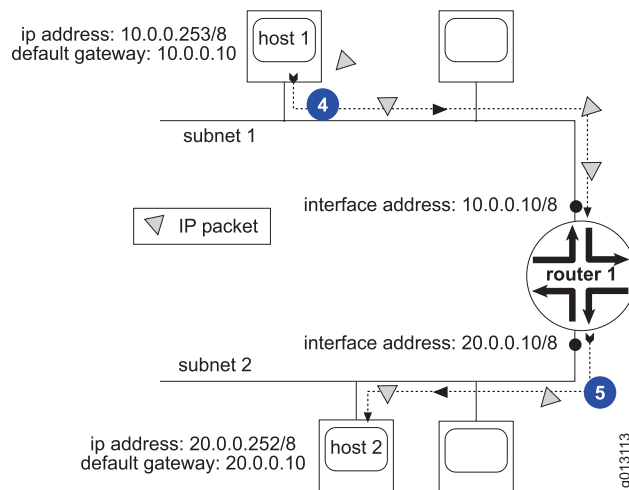 ip address: 10.0.0.253/8
default gateway: 10.0.0.10
host 1
4
subnet 1
interface address: 10.0.0.10/8
IP packet
router 1
interface address: 20.0.0.10/8
subnet 2
5
ip address: 20.0.0.252/8
default gateway: 20.0.0.10
host 2
g013113